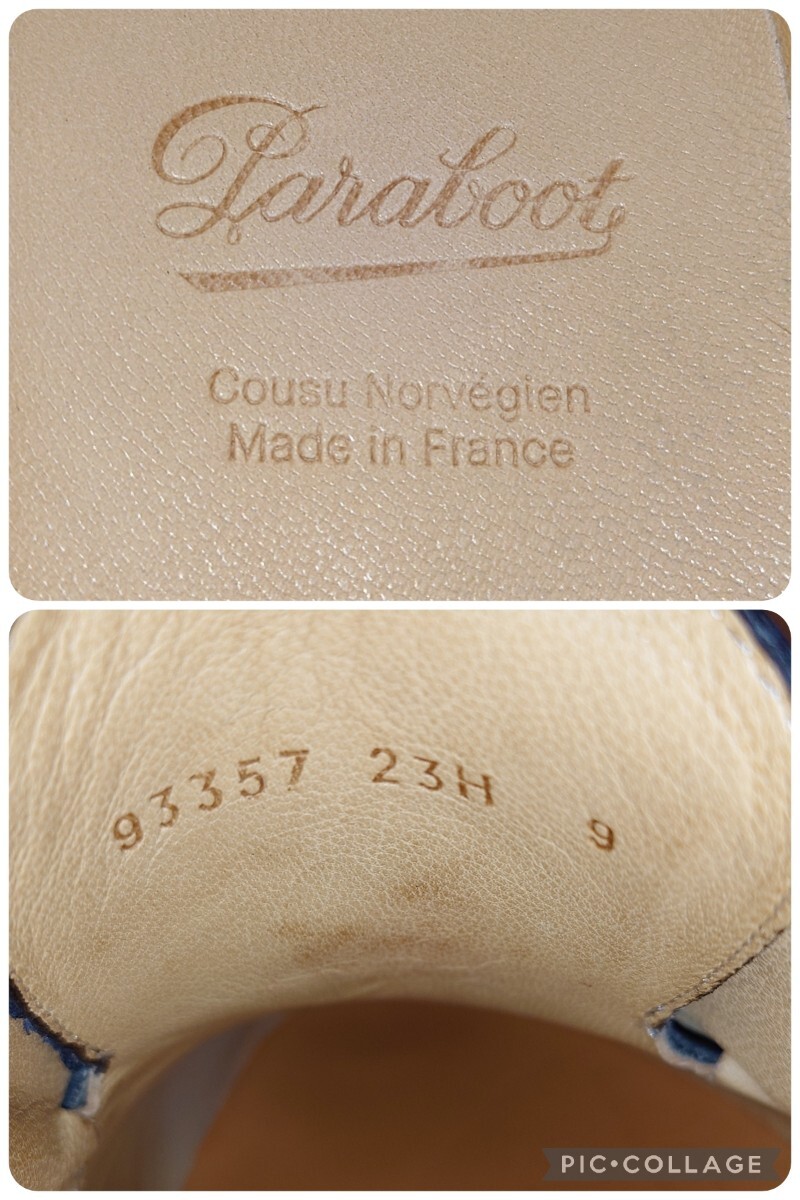 Paraboot
Cousu Norvégien
Made in France
93357 23H 9
PIC•COLLAGE